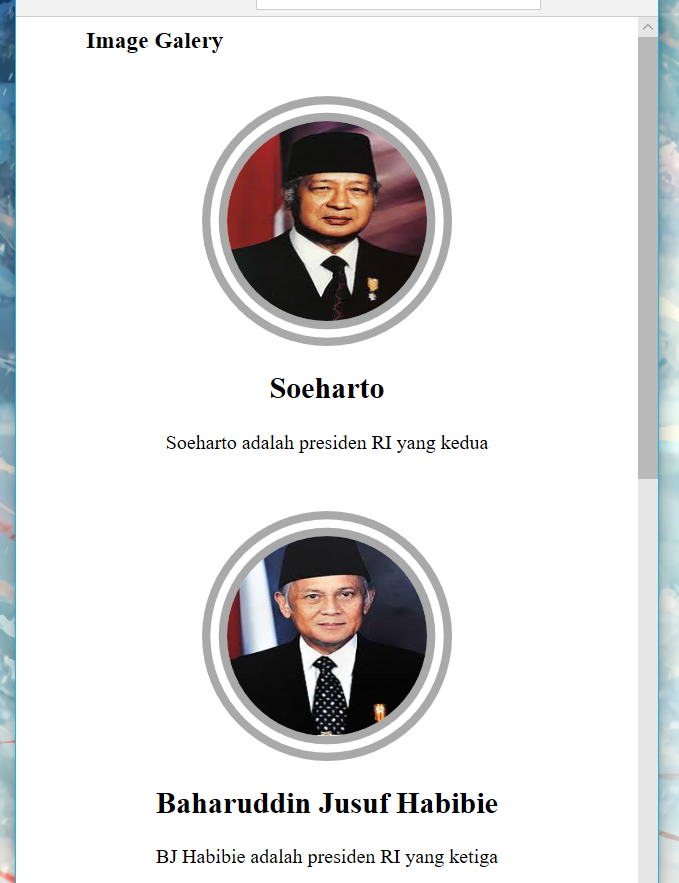 Image Galery
Soeharto
Soeharto adalah presiden RI yang kedua
Baharuddin Jusuf Habibie
BJ Habibie adalah presiden RI yang ketiga